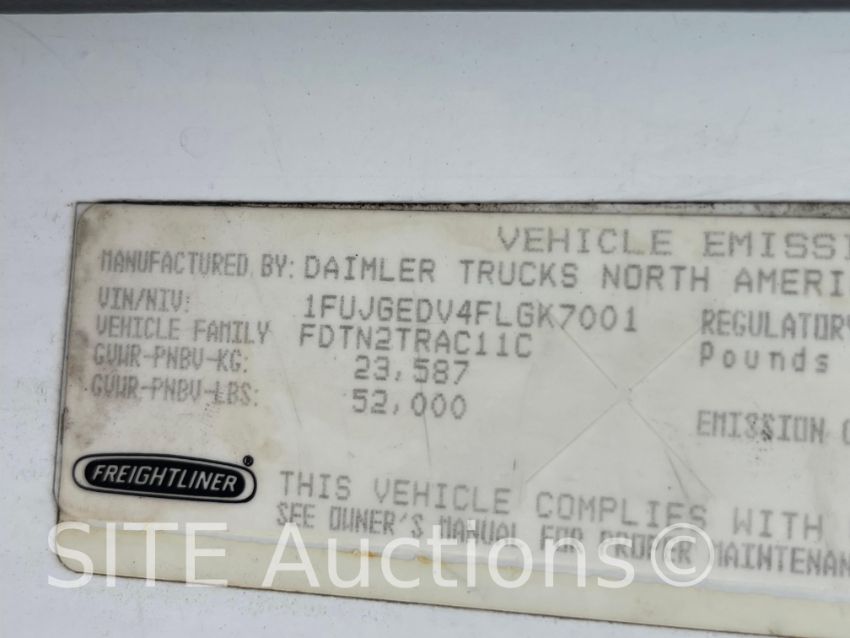 VEHICLE EMISSI
MANUFACTURED BY: DAIMLER TRUCKS NORTH AMERI
VIN/NIV: 1FUJGEDV4FLGK7001 REGULATORY
VEHICLE FAMILY FDTN2TRAC11C Pounds
GVWR-PNBV-KG: 23,587
GVWR-PNBV-LBS: 52,000 EMISSION C
FREIGHTLINER®
THIS VEHICLE COMPLIES WITH
SEE OWNER'S MANUAL FOR PROPER MAINTENAN
SITE Auctions©